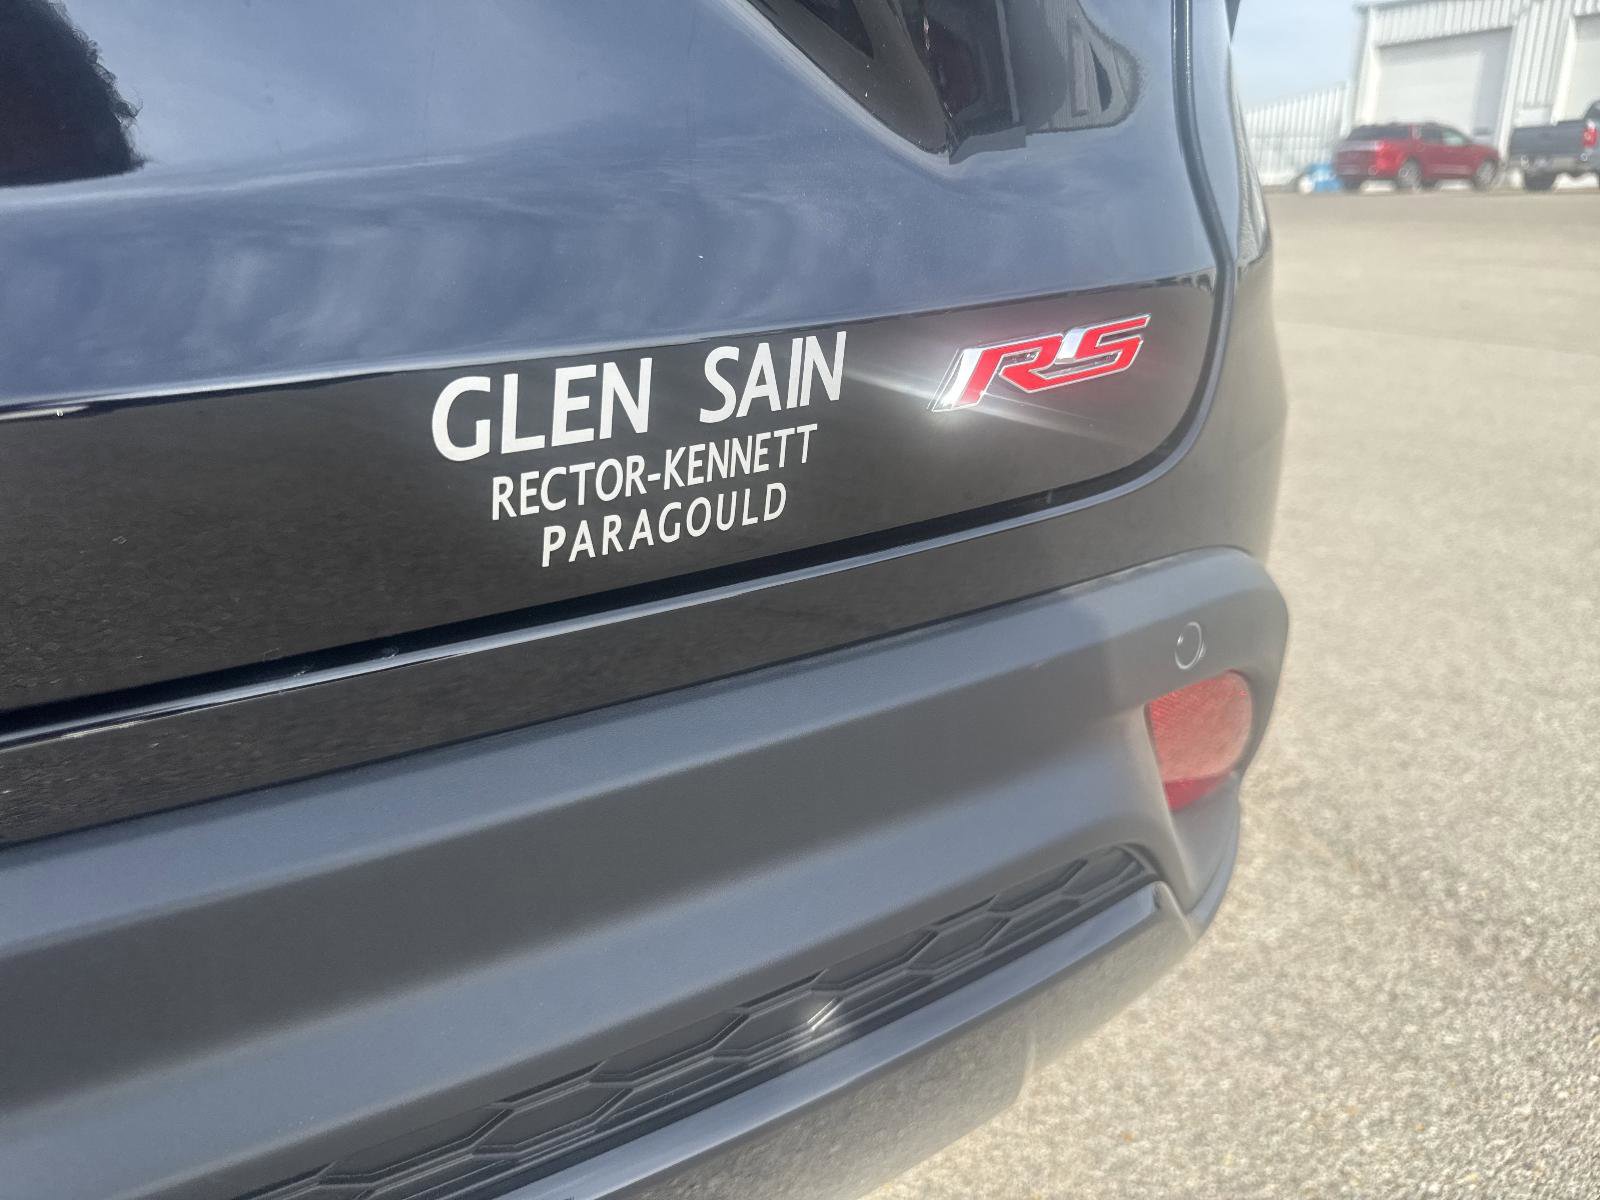 GLEN SAIN
RECTOR-KENNETT
PARAGOULD
RS